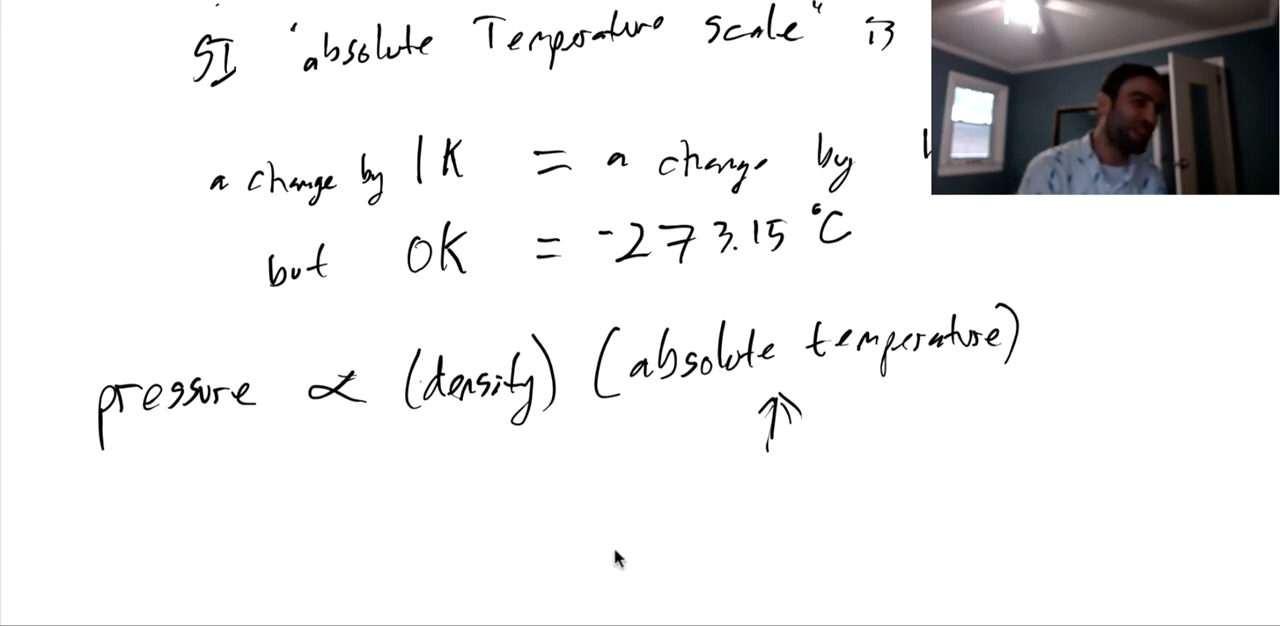 SI "absolute Temperature scale" is
a change by 1K = a change by
but 0K = -273.15 °C
pressure ∝ (density) (absolute temperature)